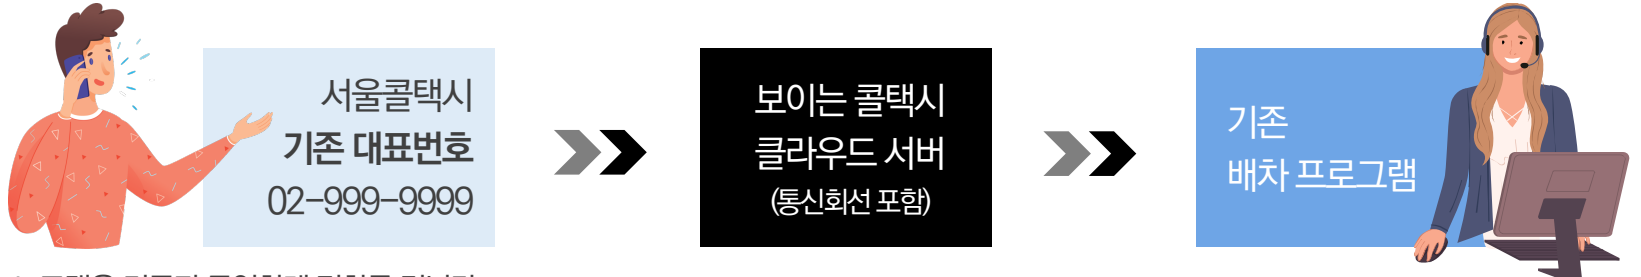 서울콜택시
기존 대표번호
02-999-9999
보이는 콜택시
클라우드 서버
(통신회선 포함)
기존
배차 프로그램